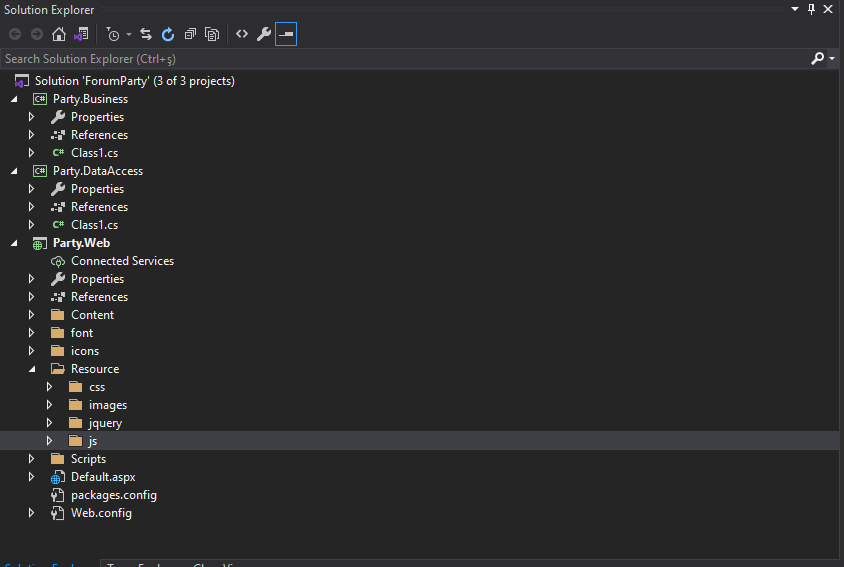 Solution Explorer
Search Solution Explorer (Ctrl+ş)
Solution 'ForumParty' (3 of 3 projects)
C# Party.Business
Properties
References
C# Class1.cs
C# Party.DataAccess
Properties
References
C# Class1.cs
Party.Web
Connected Services
Properties
References
Content
font
icons
Resource
css
images
jquery
js
Scripts
Default.aspx
packages.config
Web.config